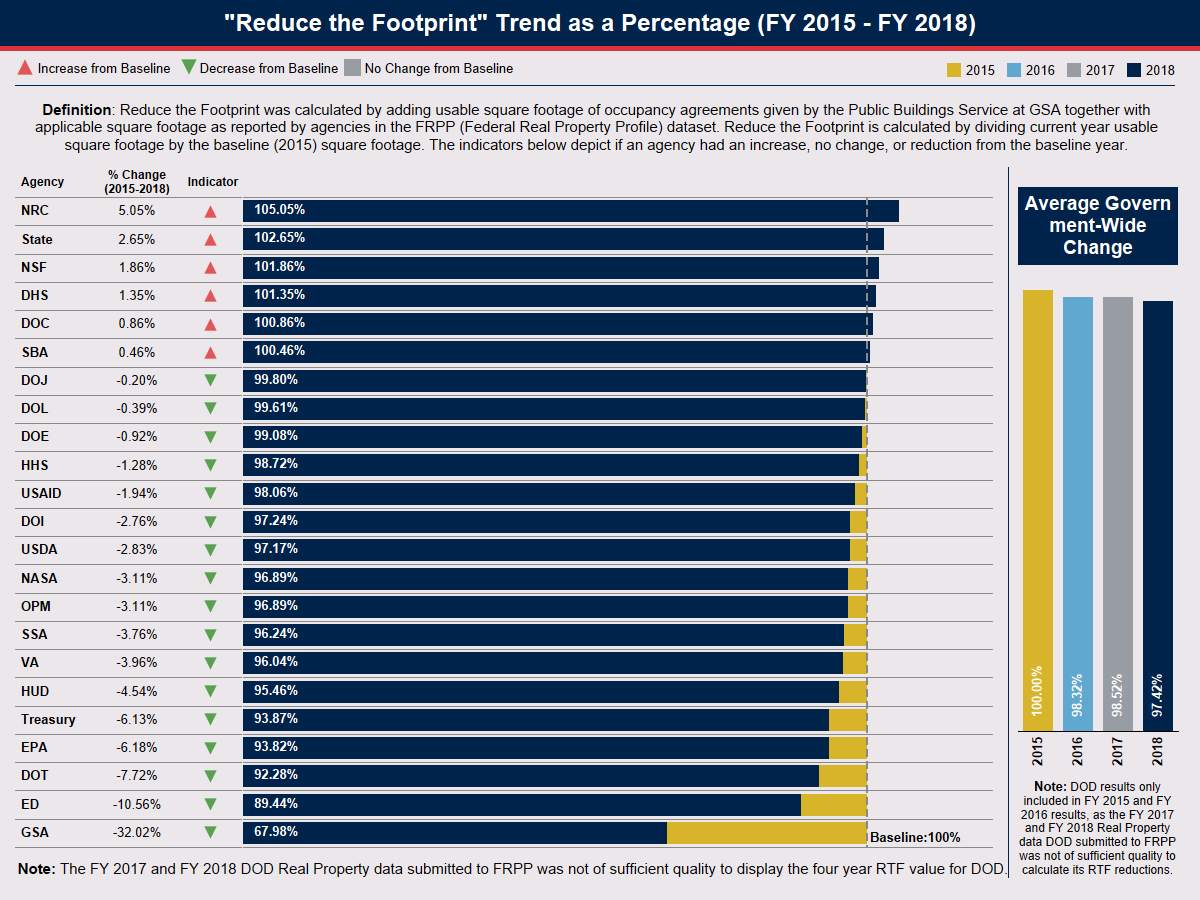 "Reduce the Footprint" Trend as a Percentage (FY 2015 - FY 2018)
Increase from Baseline Decrease from Baseline No Change from Baseline 2015 2016 2017 2018
Definition: Reduce the Footprint was calculated by adding usable square footage of occupancy agreements given by the Public Buildings Service at GSA together with
applicable square footage as reported by agencies in the FRPP (Federal Real Property Profile) dataset. Reduce the Footprint is calculated by dividing current year usable
square footage by the baseline (2015) square footage. The indicators below depict if an agency had an increase, no change, or reduction from the baseline year.
Agency % Change (2015-2018) Indicator
NRC 5.05% 105.05%
State 2.65% 102.65%
NSF 1.86% 101.86%
DHS 1.35% 101.35%
DOC 0.86% 100.86%
SBA 0.46% 100.46%
DOJ -0.20% 99.80%
DOL -0.39% 99.61%
DOE -0.92% 99.08%
HHS -1.28% 98.72%
USAID -1.94% 98.06%
DOI -2.76% 97.24%
USDA -2.83% 97.17%
NASA -3.11% 96.89%
OPM -3.11% 96.89%
SSA -3.76% 96.24%
VA -3.96% 96.04%
HUD -4.54% 95.46%
Treasury -6.13% 93.87%
EPA -6.18% 93.82%
DOT -7.72% 92.28%
ED -10.56% 89.44%
GSA -32.02% 67.98% Baseline:100%
Note: The FY 2017 and FY 2018 DOD Real Property data submitted to FRPP was not of sufficient quality to display the four year RTF value for DOD.
Average Govern
ment-Wide
Change
100.00% 98.32% 98.52% 97.42%
2015 2016 2017 2018
Note: DOD results only
included in FY 2015 and FY
2016 results, as the FY 2017
and FY 2018 Real Property
data DOD submitted to FRPP
was not of sufficient quality to
calculate its RTF reductions.